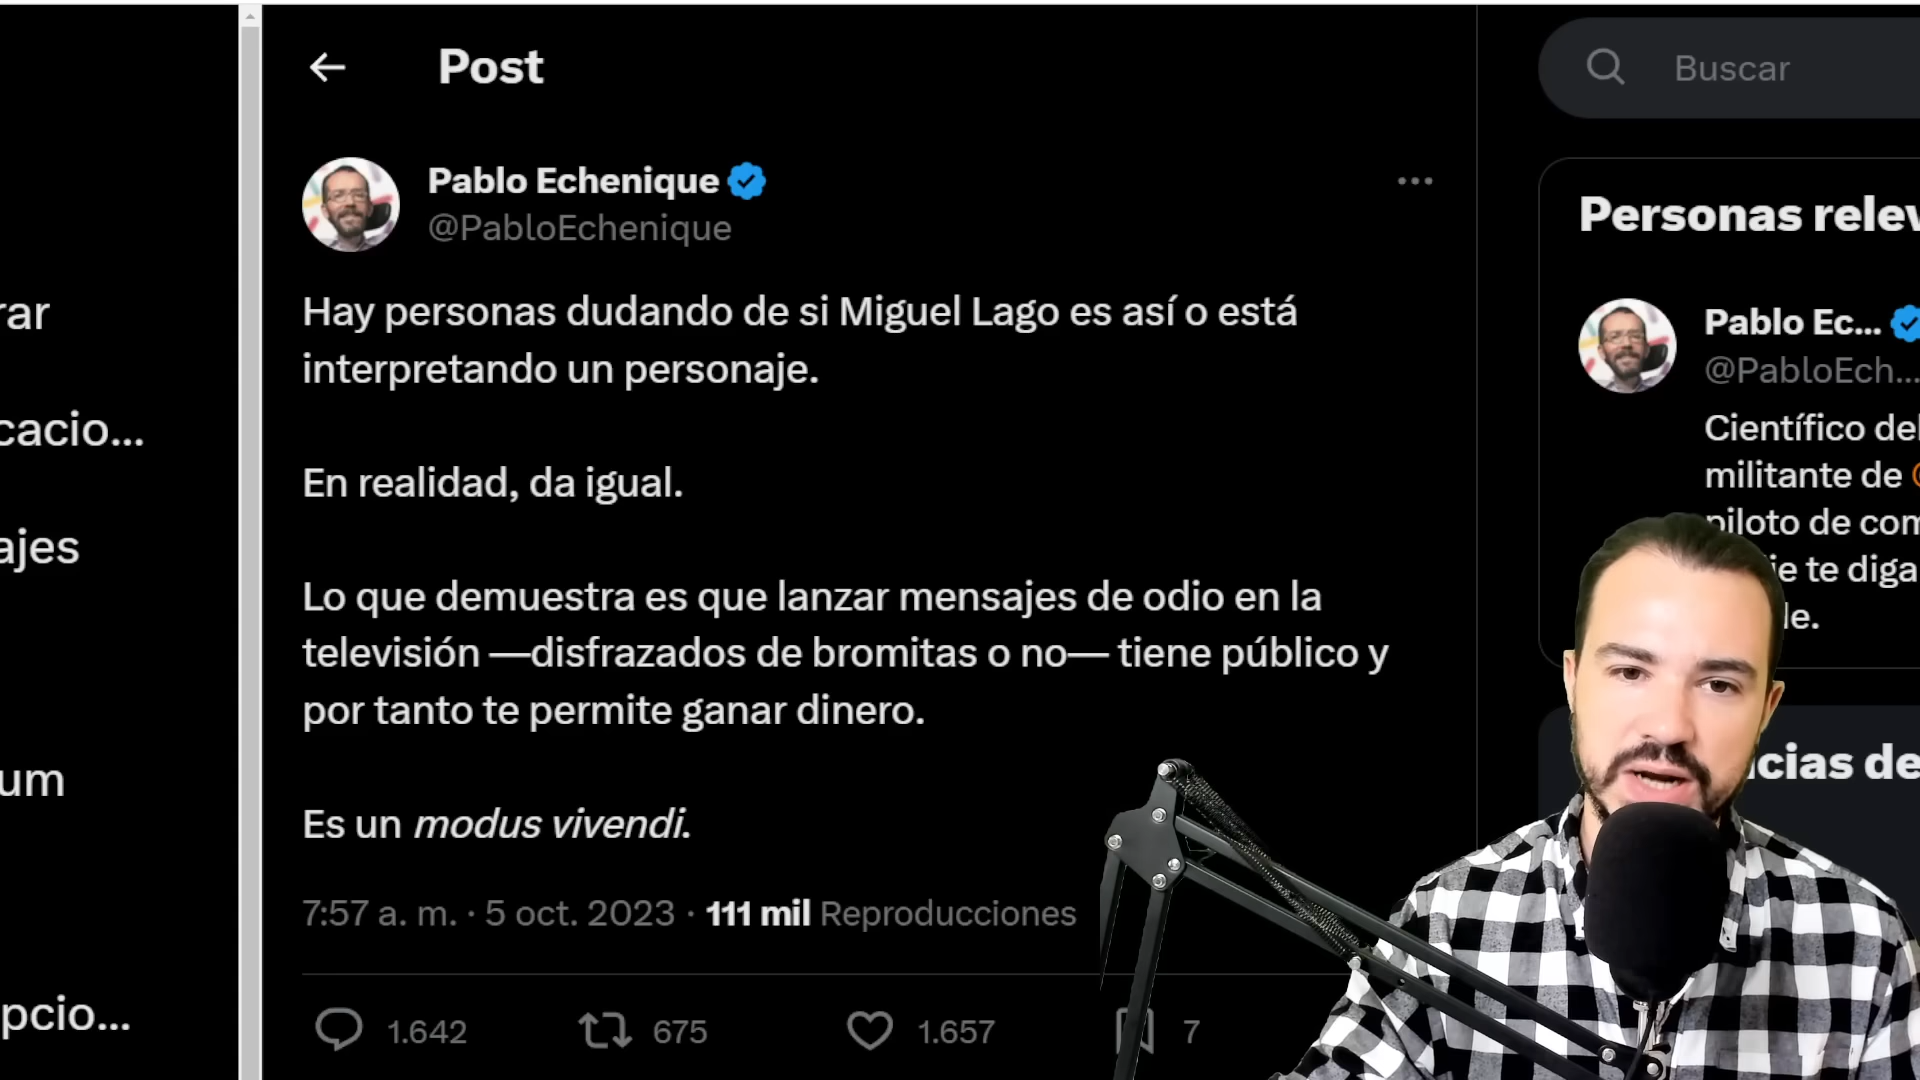 Post
Buscar
Pablo Echenique
@PabloEchenique
Hay personas dudando de si Miguel Lago es así o está
interpretando un personaje.
En realidad, da igual.
Lo que demuestra es que lanzar mensajes de odio en la
televisión —disfrazados de bromitas o no— tiene público y
por tanto te permite ganar dinero.
Es un modus vivendi.
7:57 a. m. · 5 oct. 2023 · 111 mil Reproducciones
1.642 675 1.657 7
rar
cacio...
ajes
um
pcio...
Personas relev
Pablo Ec...
@PabloEch...
Científico del
militante de
piloto de com
ie te diga
le.
icias de